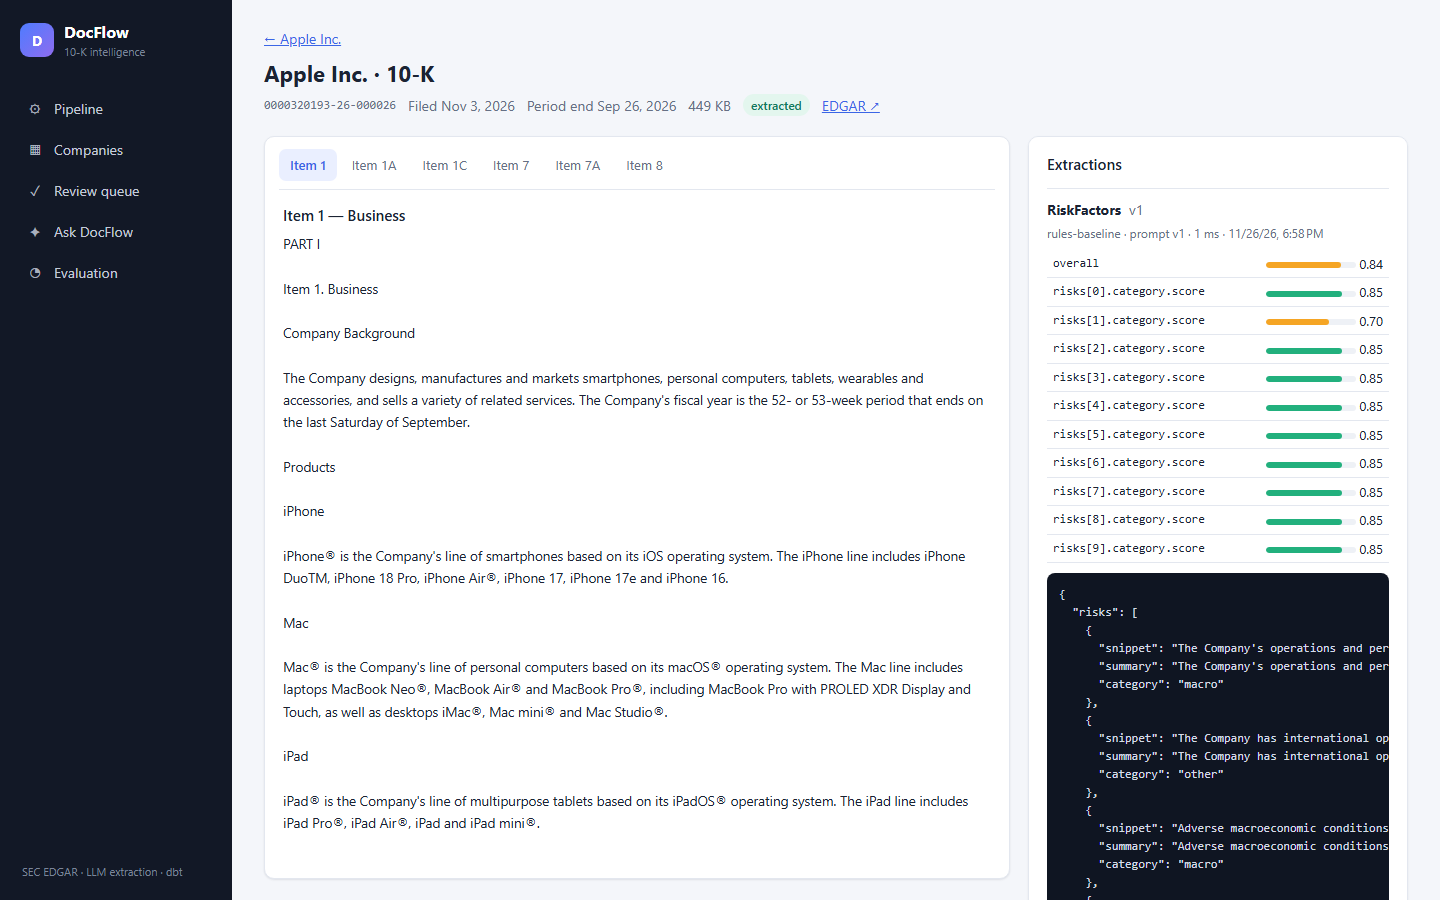 D
DocFlow
10-K intelligence
Pipeline
Companies
Review queue
Ask DocFlow
Evaluation
SEC EDGAR · LLM extraction · dbt
← Apple Inc.
Apple Inc. · 10-K
0000320193-26-000026 Filed Nov 3, 2026 Period end Sep 26, 2026 449 KB extracted EDGAR ↗
Item 1 Item 1A Item 1C Item 7 Item 7A Item 8
Item 1 — Business
PART I
Item 1. Business
Company Background
The Company designs, manufactures and markets smartphones, personal computers, tablets, wearables and
accessories, and sells a variety of related services. The Company's fiscal year is the 52- or 53-week period that ends on
the last Saturday of September.
Products
iPhone
iPhone® is the Company's line of smartphones based on its iOS operating system. The iPhone line includes iPhone
DuoTM, iPhone 18 Pro, iPhone Air®, iPhone 17, iPhone 17e and iPhone 16.
Mac
Mac® is the Company's line of personal computers based on its macOS® operating system. The Mac line includes
laptops MacBook Neo®, MacBook Air® and MacBook Pro®, including MacBook Pro with PROLED XDR Display and
Touch, as well as desktops iMac®, Mac mini® and Mac Studio®.
iPad
iPad® is the Company's line of multipurpose tablets based on its iPadOS® operating system. The iPad line includes
iPad Pro®, iPad Air®, iPad and iPad mini®.
Extractions
RiskFactors v1
rules-baseline · prompt v1 · 1 ms · 11/26/26, 6:58 PM
overall 0.84
risks[0].category.score 0.85
risks[1].category.score 0.70
risks[2].category.score 0.85
risks[3].category.score 0.85
risks[4].category.score 0.85
risks[5].category.score 0.85
risks[6].category.score 0.85
risks[7].category.score 0.85
risks[8].category.score 0.85
risks[9].category.score 0.85
{
"risks": [
{
"snippet": "The Company's operations and per
"summary": "The Company's operations and per
"category": "macro"
},
{
"snippet": "The Company has international op
"summary": "The Company has international op
"category": "other"
},
{
"snippet": "Adverse macroeconomic conditions
"summary": "Adverse macroeconomic conditions
"category": "macro"
},
{